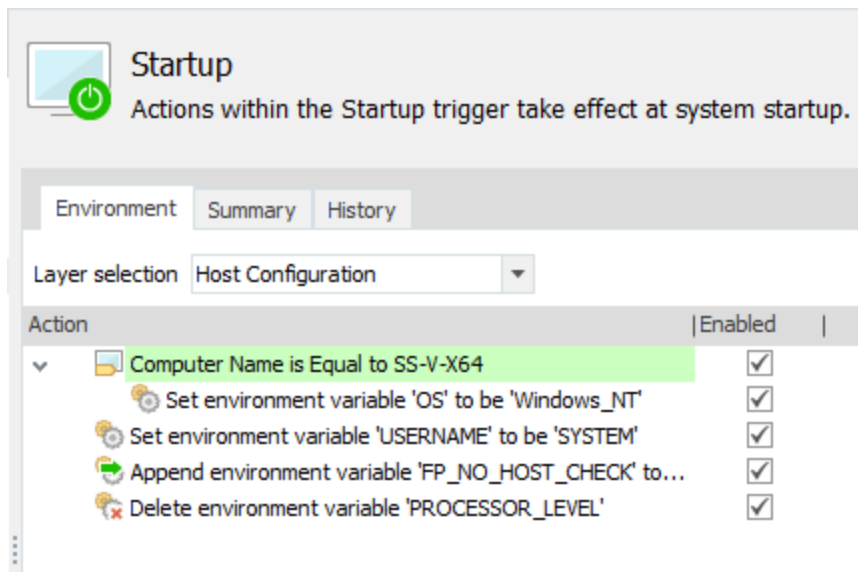 Startup
Actions within the Startup trigger take effect at system startup.
Environment Summary History
Layer selection Host Configuration
Action Enabled
Computer Name is Equal to SS-V-X64
Set environment variable 'OS' to be 'Windows_NT'
Set environment variable 'USERNAME' to be 'SYSTEM'
Append environment variable 'FP_NO_HOST_CHECK' to...
Delete environment variable 'PROCESSOR_LEVEL'